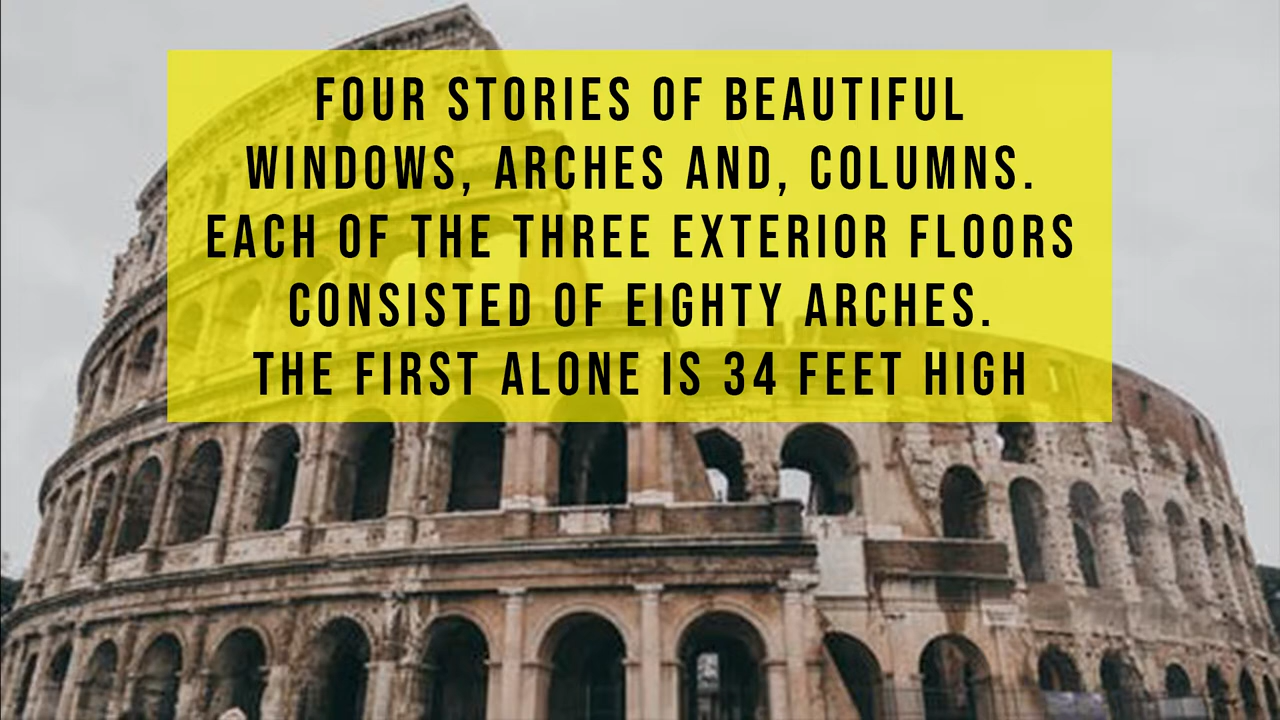 FOUR STORIES OF BEAUTIFUL
WINDOWS, ARCHES AND, COLUMNS.
EACH OF THE THREE EXTERIOR FLOORS
CONSISTED OF EIGHTY ARCHES.
THE FIRST ALONE IS 34 FEET HIGH